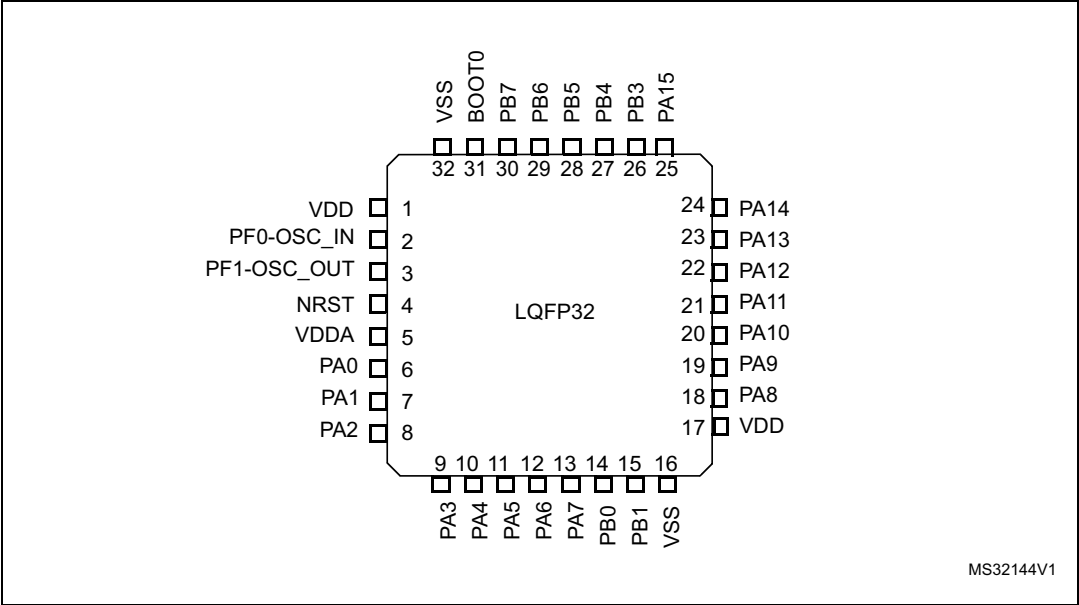 VSS
BOOT0
PB7
PB6
PB5
PB4
PB3
PA15
32 31 30 29 28 27 26 25
VDD 1
PF0-OSC_IN 2
PF1-OSC_OUT 3
NRST 4
VDDA 5
PA0 6
PA1 7
PA2 8
LQFP32
24 PA14
23 PA13
22 PA12
21 PA11
20 PA10
19 PA9
18 PA8
17 VDD
9 10 11 12 13 14 15 16
PA3
PA4
PA5
PA6
PA7
PB0
PB1
VSS
MS32144V1